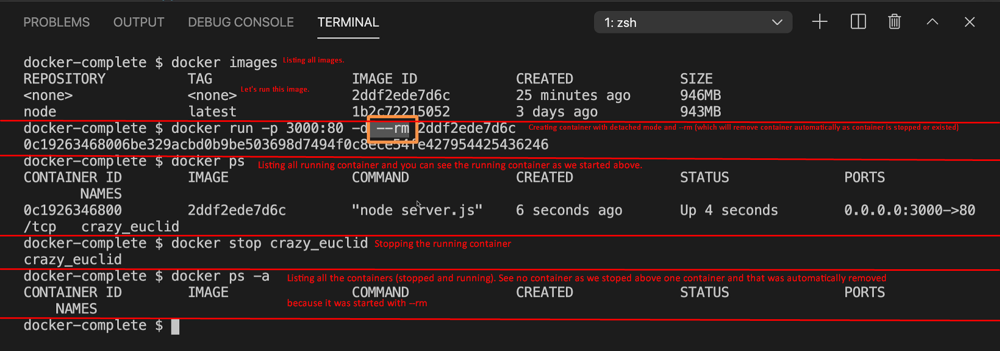 PROBLEMS OUTPUT DEBUG CONSOLE TERMINAL 1: zsh
docker-complete $ docker images Listing all images.
REPOSITORY TAG IMAGE ID CREATED SIZE
Let's run this image.
<none> <none> 2ddf2ede7d6c 25 minutes ago 946MB
node latest 1b2c72215052 3 days ago 943MB
docker-complete $ docker run -p 3000:80 -d --rm 2ddf2ede7d6c Creating container with detached mode and --rm (which will remove container automatically as container is stopped or existed)
0c19263468006be329acbd0b9be503698d7494f0c8ece54fe427954425436246
docker-complete $ docker ps Listing all running container and you can see the running container as we started above.
CONTAINER ID IMAGE COMMAND CREATED STATUS PORTS
NAMES
0c1926346800 2ddf2ede7d6c "node server.js" 6 seconds ago Up 4 seconds 0.0.0.0:3000->80
/tcp crazy_euclid
docker-complete $ docker stop crazy_euclid Stopping the running container
crazy_euclid
docker-complete $ docker ps -a Listing all the containers (stopped and running). See no container as we stoped above one container and that was automatically removed
CONTAINER ID IMAGE COMMAND CREATED STATUS PORTS
because it was started with --rm
NAMES
docker-complete $